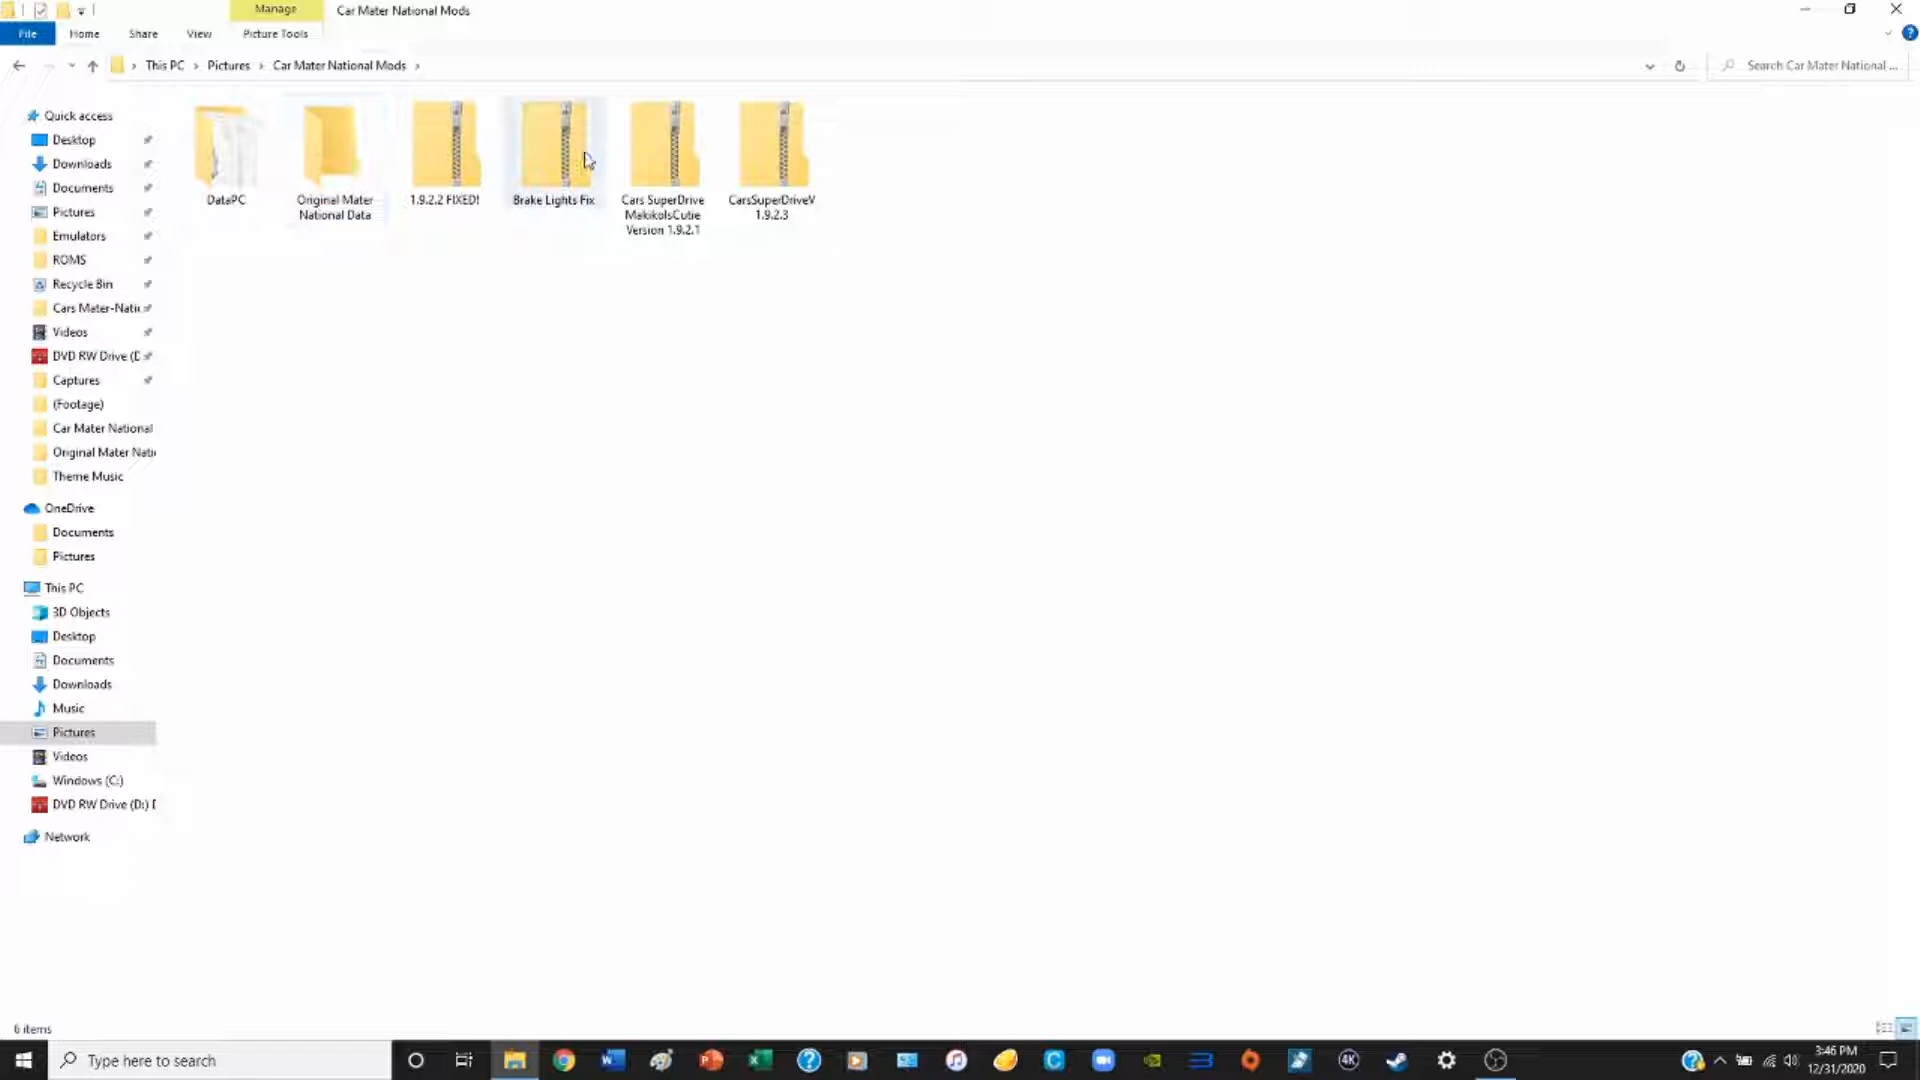 Manage
Car Mater National Mods
File
Home
Share
View
Picture Tools
This PC
Pictures
Car Mater National Mods
Search Car Mater National ...
Quick access
Desktop
Downloads
Documents
Pictures
Emulators
ROMS
Recycle Bin
Cars Mater-Natic
Videos
DVD RW Drive (D
Captures
(Footage)
Car Mater National
Original Mater Natio
Theme Music
OneDrive
Documents
Pictures
This PC
3D Objects
Desktop
Documents
Downloads
Music
Pictures
Videos
Windows (C:)
DVD RW Drive (D:) D
Network
DataPC
Original Mater
National Data
1.9.2.2 FIXED!
Brake Lights Fix
Cars SuperDrive
MakikoIsCutie
Version 1.9.2.1
CarsSuperDriveV
1.9.2.3
6 items
Type here to search
4K
3:46 PM
12/31/2020